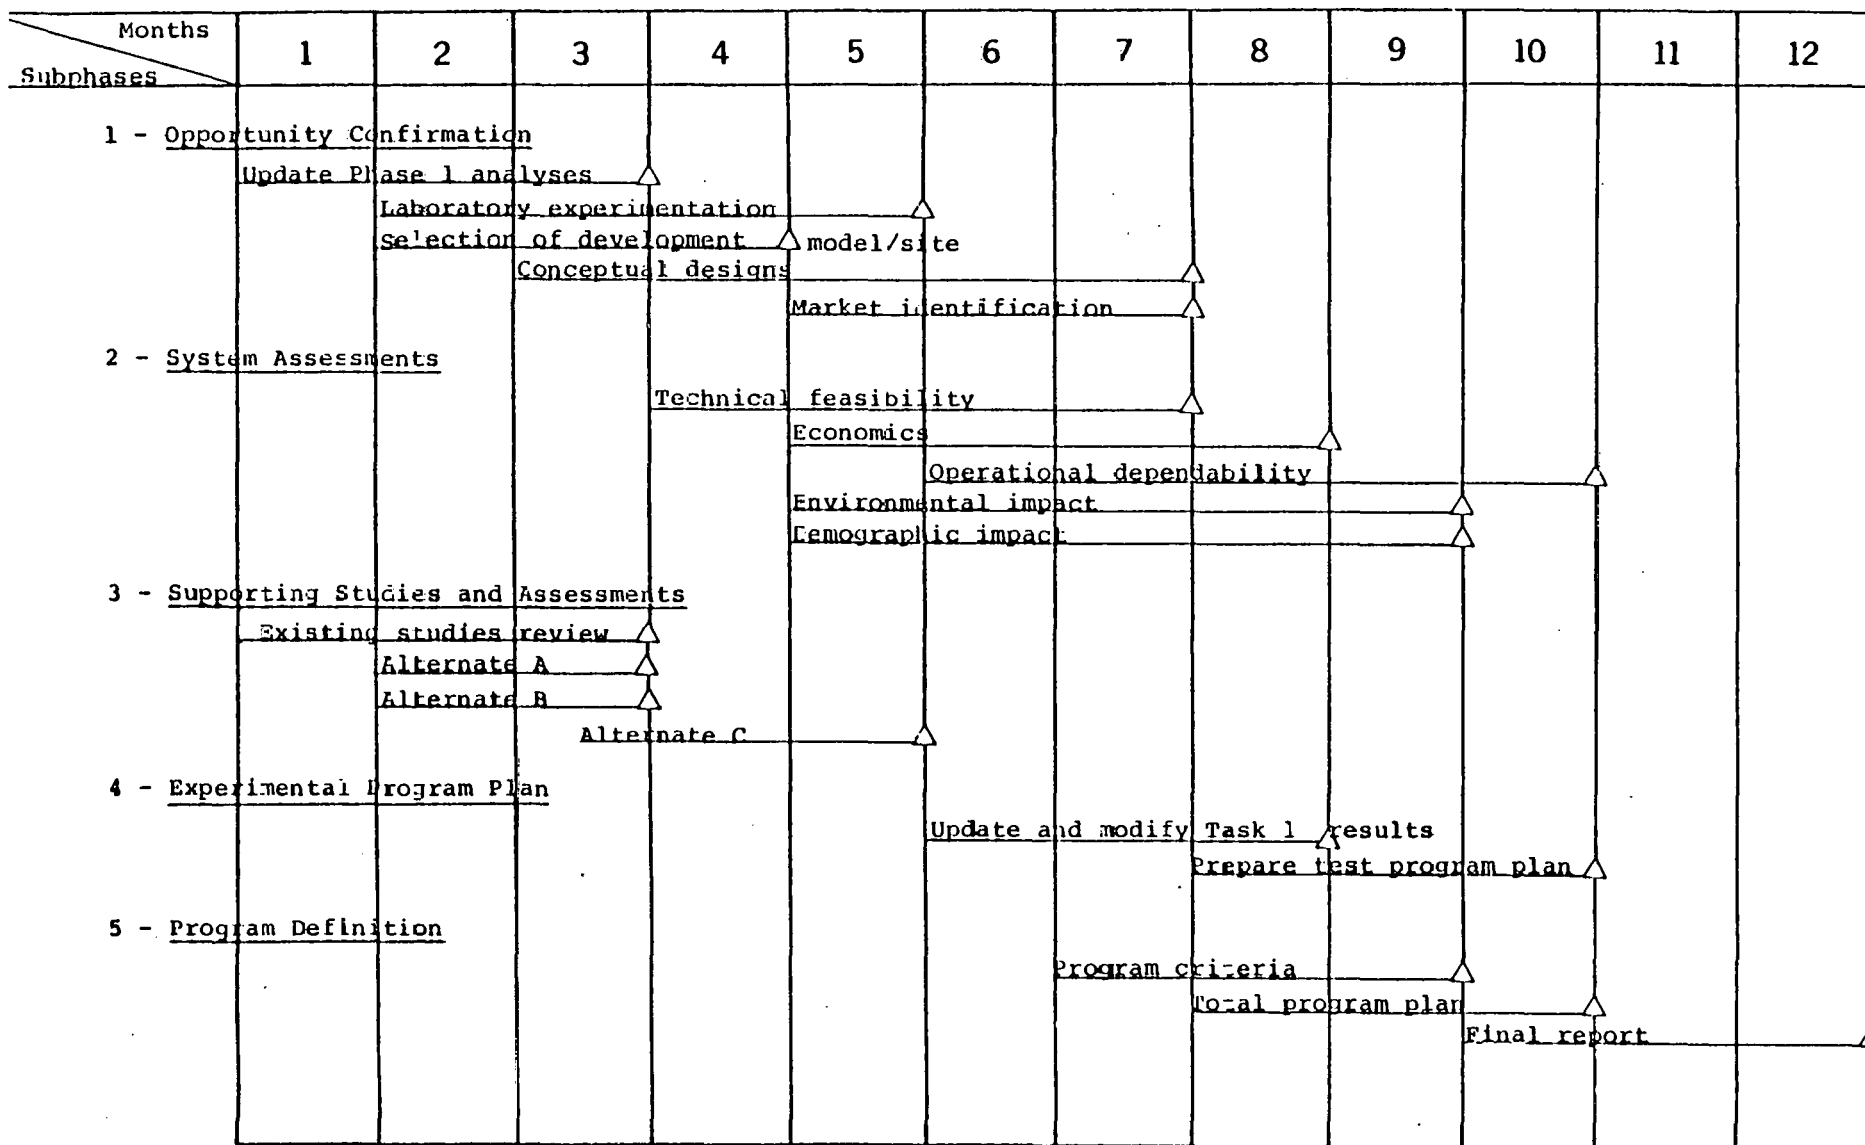 Months
1 2 3 4 5 6 7 8 9 10 11 12
Subphases
1 - Opportunity Confirmation
Update Phase 1 analyses
Laboratory experimentation
Selection of development model/site
Conceptual designs
Market identification
2 - System Assessments
Technical feasibility
Economics
Operational dependability
Environmental impact
Demographic impact
3 - Supporting Studies and Assessments
Existing studies review
Alternate A
Alternate B
Alternate C
4 - Experimental Program Plan
Update and modify Task 1 results
Prepare test program plan
5 - Program Definition
Program criteria
Total program plan
Final report